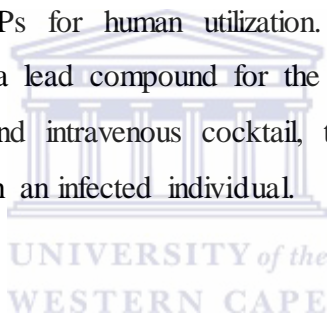 Ps for human utilization.
a lead compound for the
nd intravenous cocktail, t
n an infected individual.
UNIVERSITY of the
WESTERN CAPE